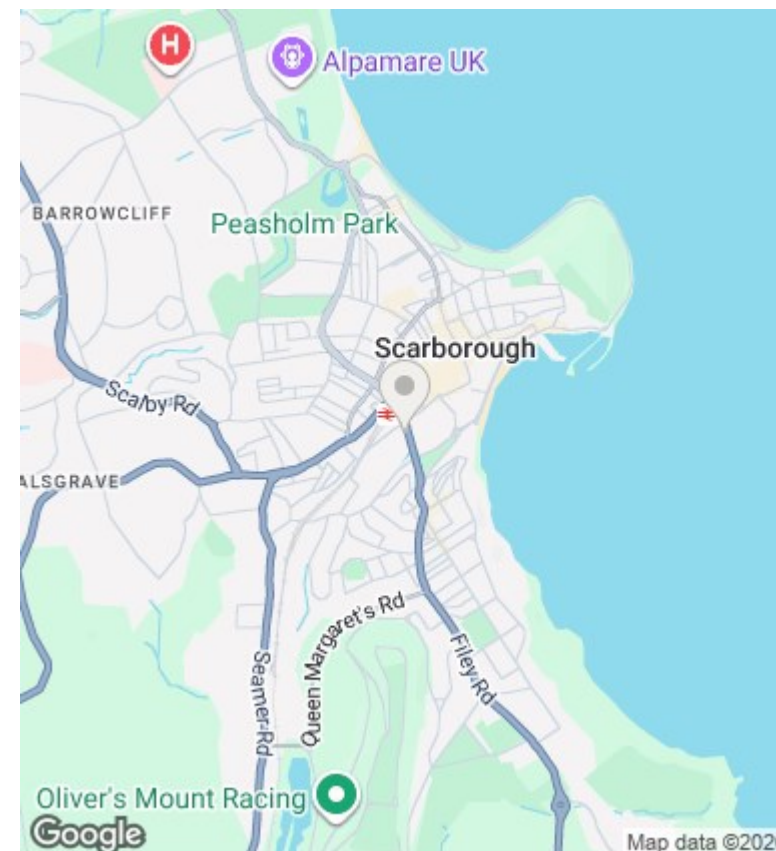 H
Alpamare UK
BARROWCLIFF
Peasholm Park
Scarborough
Scalby Rd
ALSGRAVE
Queen Margaret's Rd
Filey Rd
Seamer Rd
Oliver's Mount Racing
Google
Map data ©202